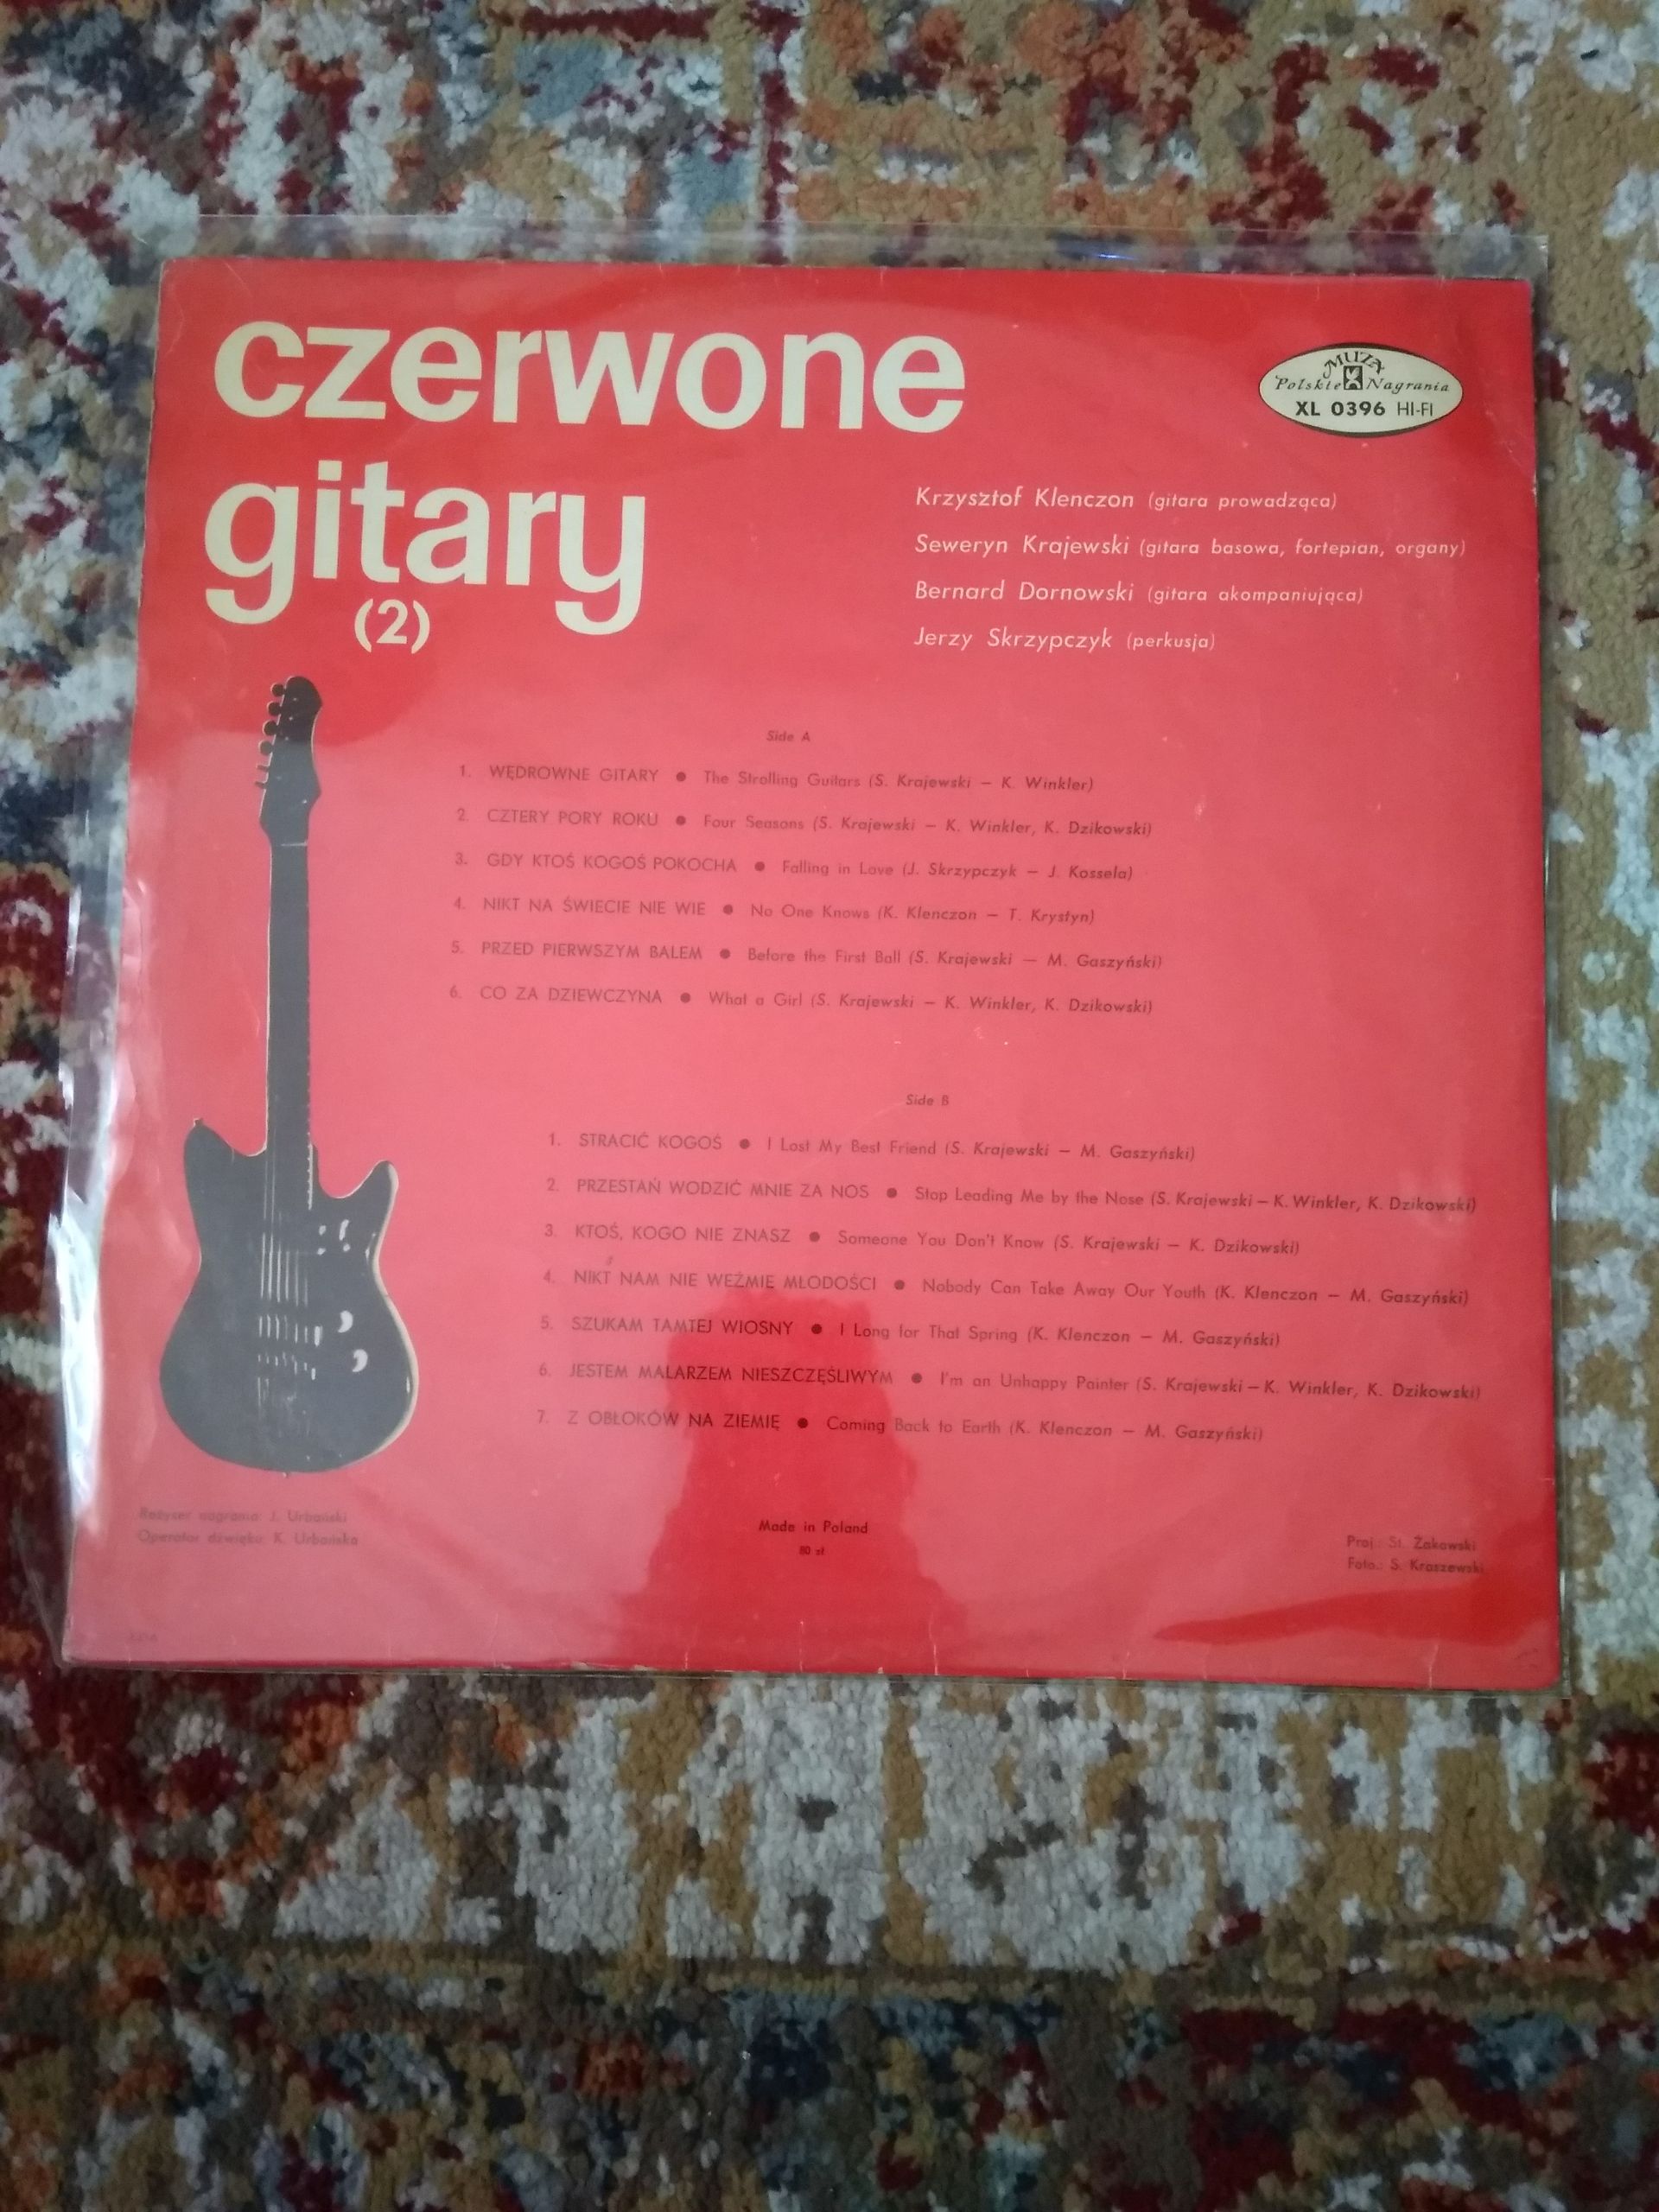 czerwone
gitary
(2)
MUZA
Polskie Nagrania
XL 0396 HI-FI
Krzysztof Klenczon (gitara prowadząca)
Seweryn Krajewski (gitara basowa, fortepian, organy)
Bernard Dornowski (gitara akompaniująca)
Jerzy Skrzypczyk (perkusja)
Side A
1. WĘDROWNE GITARY ● The Strolling Guitars (S. Krajewski – K. Winkler)
2. CZTERY PORY ROKU ● Four Seasons (S. Krajewski – K. Winkler, K. Dzikowski)
3. GDY KTOŚ KOGOŚ POKOCHA ● Falling in Love (J. Skrzypczyk – J. Kossela)
4. NIKT NA ŚWIECIE NIE WIE ● No One Knows (K. Klenczon – T. Krystyn)
5. PRZED PIERWSZYM BALEM ● Before the First Ball (S. Krajewski – M. Gaszyński)
6. CO ZA DZIEWCZYNA ● What a Girl (S. Krajewski – K. Winkler, K. Dzikowski)
Side B
1. STRACIĆ KOGOŚ ● I Lost My Best Friend (S. Krajewski – M. Gaszyński)
2. PRZESTAŃ WODZIĆ MNIE ZA NOS ● Stop Leading Me by the Nose (S. Krajewski – K. Winkler, K. Dzikowski)
3. KTOŚ, KOGO NIE ZNASZ ● Someone You Don't Know (S. Krajewski – K. Dzikowski)
4. NIKT NAM NIE WEŹMIE MŁODOŚCI ● Nobody Can Take Away Our Youth (K. Klenczon – M. Gaszyński)
5. SZUKAM TAMTEJ WIOSNY ● I Long for That Spring (K. Klenczon – M. Gaszyński)
6. JESTEM MALARZEM NIESZCZĘŚLIWYM ● I'm an Unhappy Painter (S. Krajewski – K. Winkler, K. Dzikowski)
7. Z OBŁOKÓW NA ZIEMIĘ ● Coming Back to Earth (K. Klenczon – M. Gaszyński)
Reżyser nagrania: J. Urbański
Operator dźwięku: K. Urbańska
Made in Poland
80 zł
Proj.: St. Żakowski
Foto.: S. Kraszewski